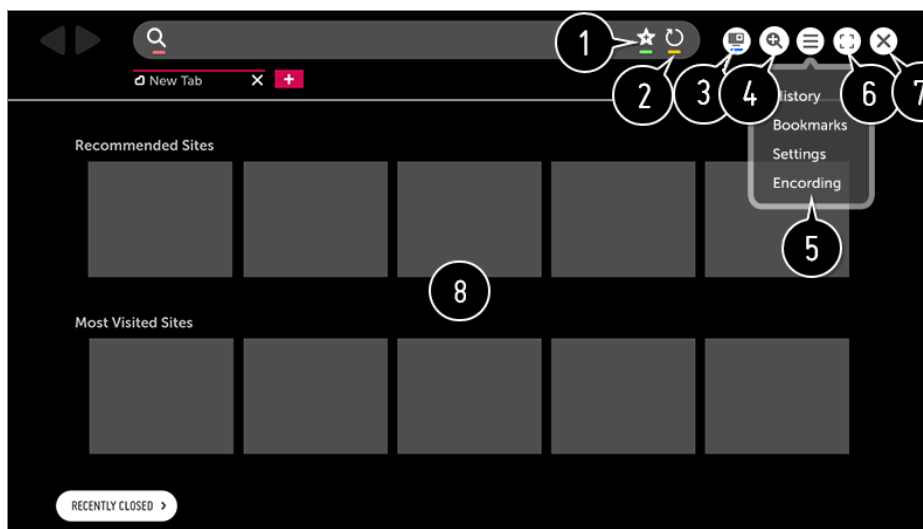 1
2
3
4
6
7
New Tab
History
Bookmarks
Settings
Encording
5
Recommended Sites
8
Most Visited Sites
RECENTLY CLOSED